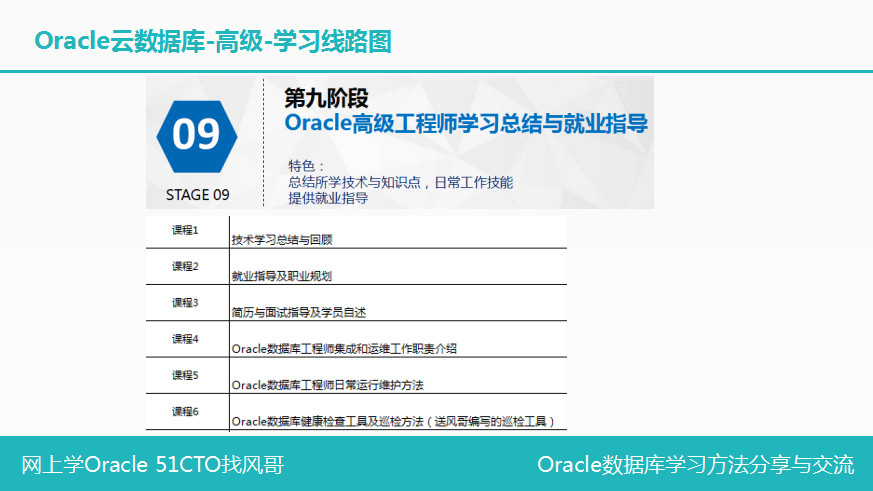 Oracle云数据库-高级-学习线路图
第九阶段
09
Oracle高级工程师学习总结与就业指导
特色：
总结所学技术与知识点，日常工作技能
STAGE 09
提供就业指导
课程1
技术学习总结与回顾
课程2
就业指导及职业规划
课程3
简历与面试指导及学员自述
课程4
Oracle数据库工程师集成和运维工作职责介绍
课程5
Oracle数据库工程师日常运行维护方法
课程6
Oracle数据库健康检查工具及巡检方法（送风哥编写的巡检工具）
网上学Oracle 51CTO找风哥
Oracle数据库学习方法分享与交流